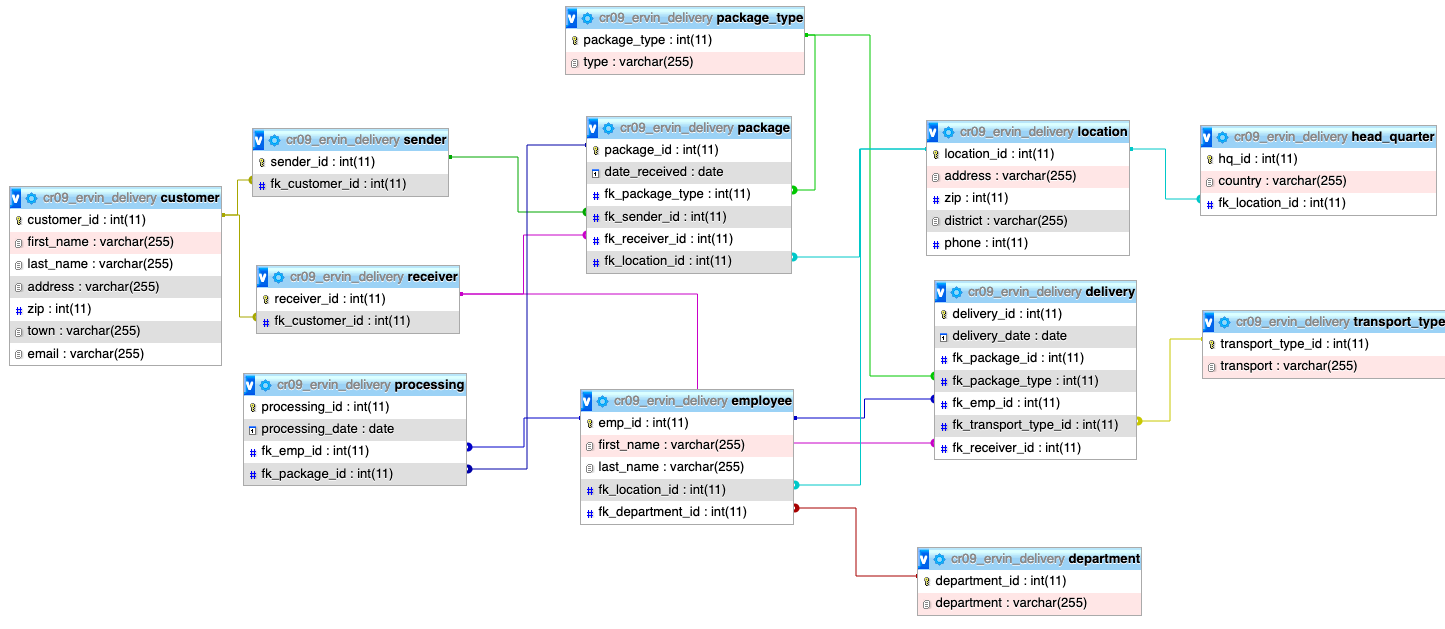 cr09_ervin_delivery package_type
package_type : int(11)
type : varchar(255)
cr09_ervin_delivery sender
sender_id : int(11)
fk_customer_id : int(11)
cr09_ervin_delivery package
package_id : int(11)
date_received : date
fk_package_type : int(11)
fk_sender_id : int(11)
fk_receiver_id : int(11)
fk_location_id : int(11)
cr09_ervin_delivery location
location_id : int(11)
address : varchar(255)
zip : int(11)
district : varchar(255)
phone : int(11)
cr09_ervin_delivery head_quarter
hq_id : int(11)
country : varchar(255)
fk_location_id : int(11)
cr09_ervin_delivery customer
customer_id : int(11)
first_name : varchar(255)
last_name : varchar(255)
address : varchar(255)
zip : int(11)
town : varchar(255)
email : varchar(255)
cr09_ervin_delivery receiver
receiver_id : int(11)
fk_customer_id : int(11)
cr09_ervin_delivery delivery
delivery_id : int(11)
delivery_date : date
fk_package_id : int(11)
fk_package_type : int(11)
fk_emp_id : int(11)
fk_transport_type_id : int(11)
fk_receiver_id : int(11)
cr09_ervin_delivery transport_type
transport_type_id : int(11)
transport : varchar(255)
cr09_ervin_delivery processing
processing_id : int(11)
processing_date : date
fk_emp_id : int(11)
fk_package_id : int(11)
cr09_ervin_delivery employee
emp_id : int(11)
first_name : varchar(255)
last_name : varchar(255)
fk_location_id : int(11)
fk_department_id : int(11)
cr09_ervin_delivery department
department_id : int(11)
department : varchar(255)